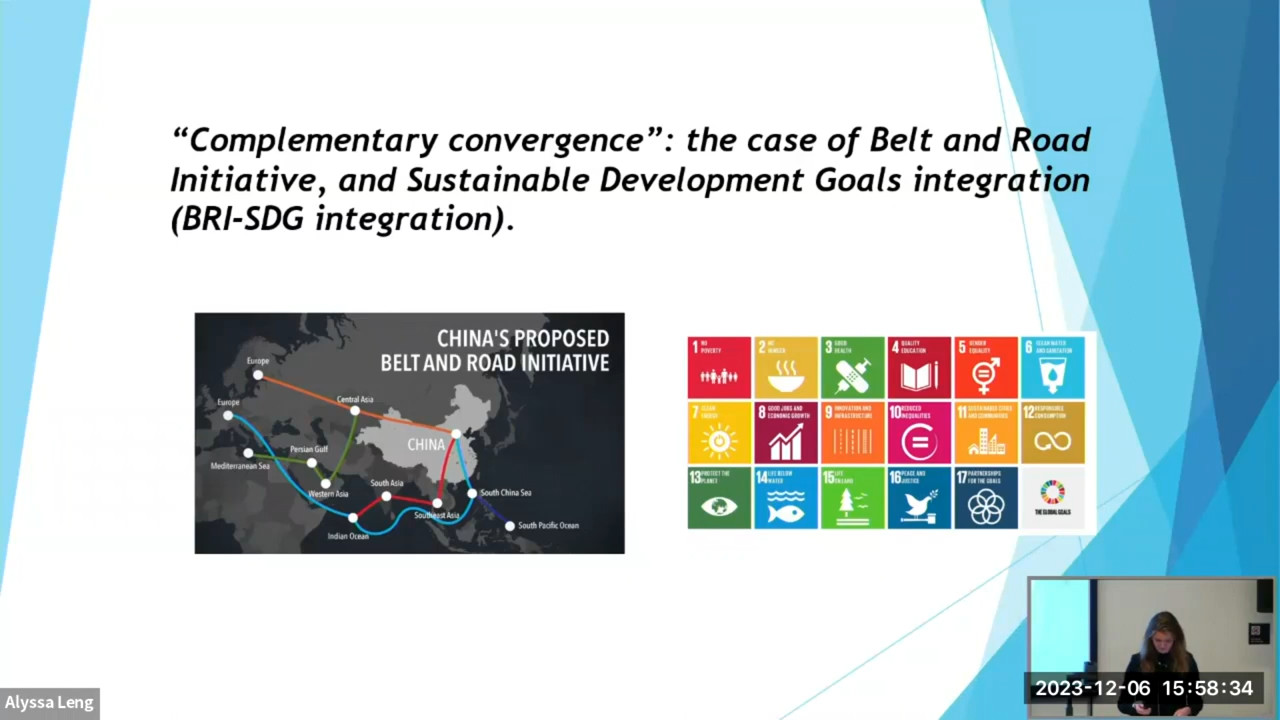 “Complementary convergence”: the case of Belt and Road
Initiative, and Sustainable Development Goals integration
(BRI-SDG integration).
CHINA'S PROPOSED
BELT AND ROAD INITIATIVE
Europe
Europe
Central Asia
CHINA
Persian Gulf
Mediterranean Sea
Western Asia
South Asia
South China Sea
Southeast Asia
South Pacific Ocean
Indian Ocean
1 NO
POVERTY
2 NO
HUNGER
3 GOOD
HEALTH
4 QUALITY
EDUCATION
5 GENDER
EQUALITY
6 CLEAN WATER
AND SANITATION
7
8 GOOD JOBS AND
ECONOMIC GROWTH
9 INNOVATION AND
INFRASTRUCTURE
10 REDUCED
INEQUALITIES
11 SUSTAINABLE CITIES
AND COMMUNITIES
12 RESPONSIBLE
CONSUMPTION
13 PROTECT THE
PLANET
14 LIFE BELOW
WATER
15 LIFE
ON LAND
16 PEACE AND
JUSTICE
17 PARTNERSHIPS
FOR THE GOALS
THE GLOBAL GOALS
2023-12-06 15:58:34
Alyssa Leng